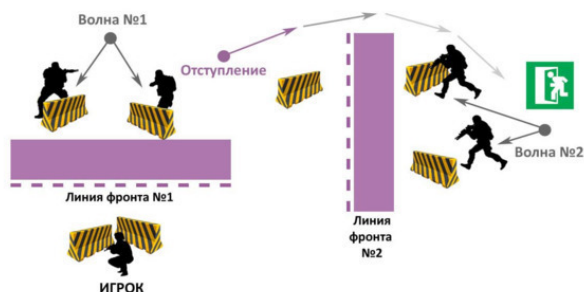 Волна №1
Отступление
Волна №2
Линия фронта №1
Линия
фронта
№2
ИГРОК